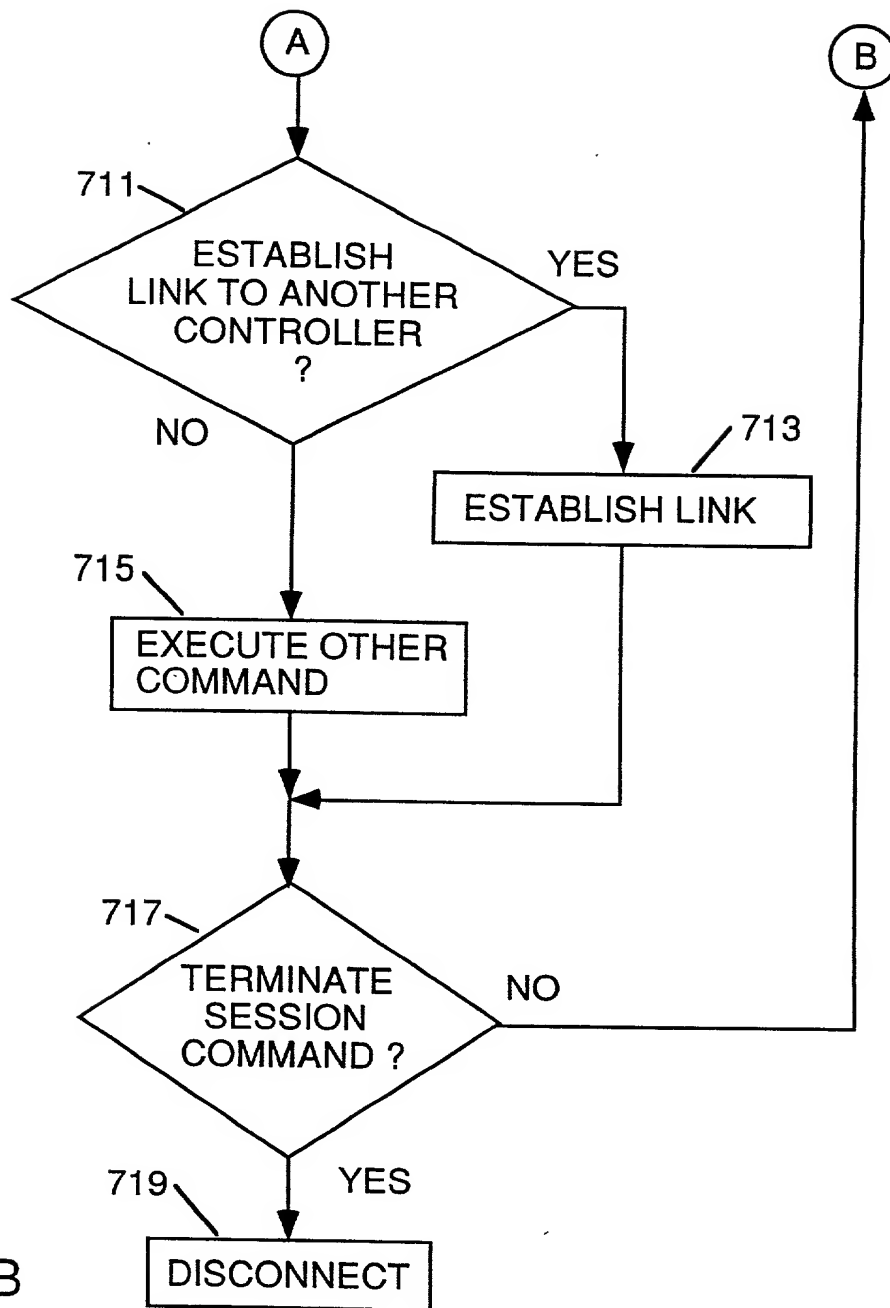 A
B
711
ESTABLISH
LINK TO ANOTHER
CONTROLLER
?
YES
NO
713
ESTABLISH LINK
715
EXECUTE OTHER
COMMAND
717
TERMINATE
SESSION
COMMAND ?
NO
YES
719
DISCONNECT
B